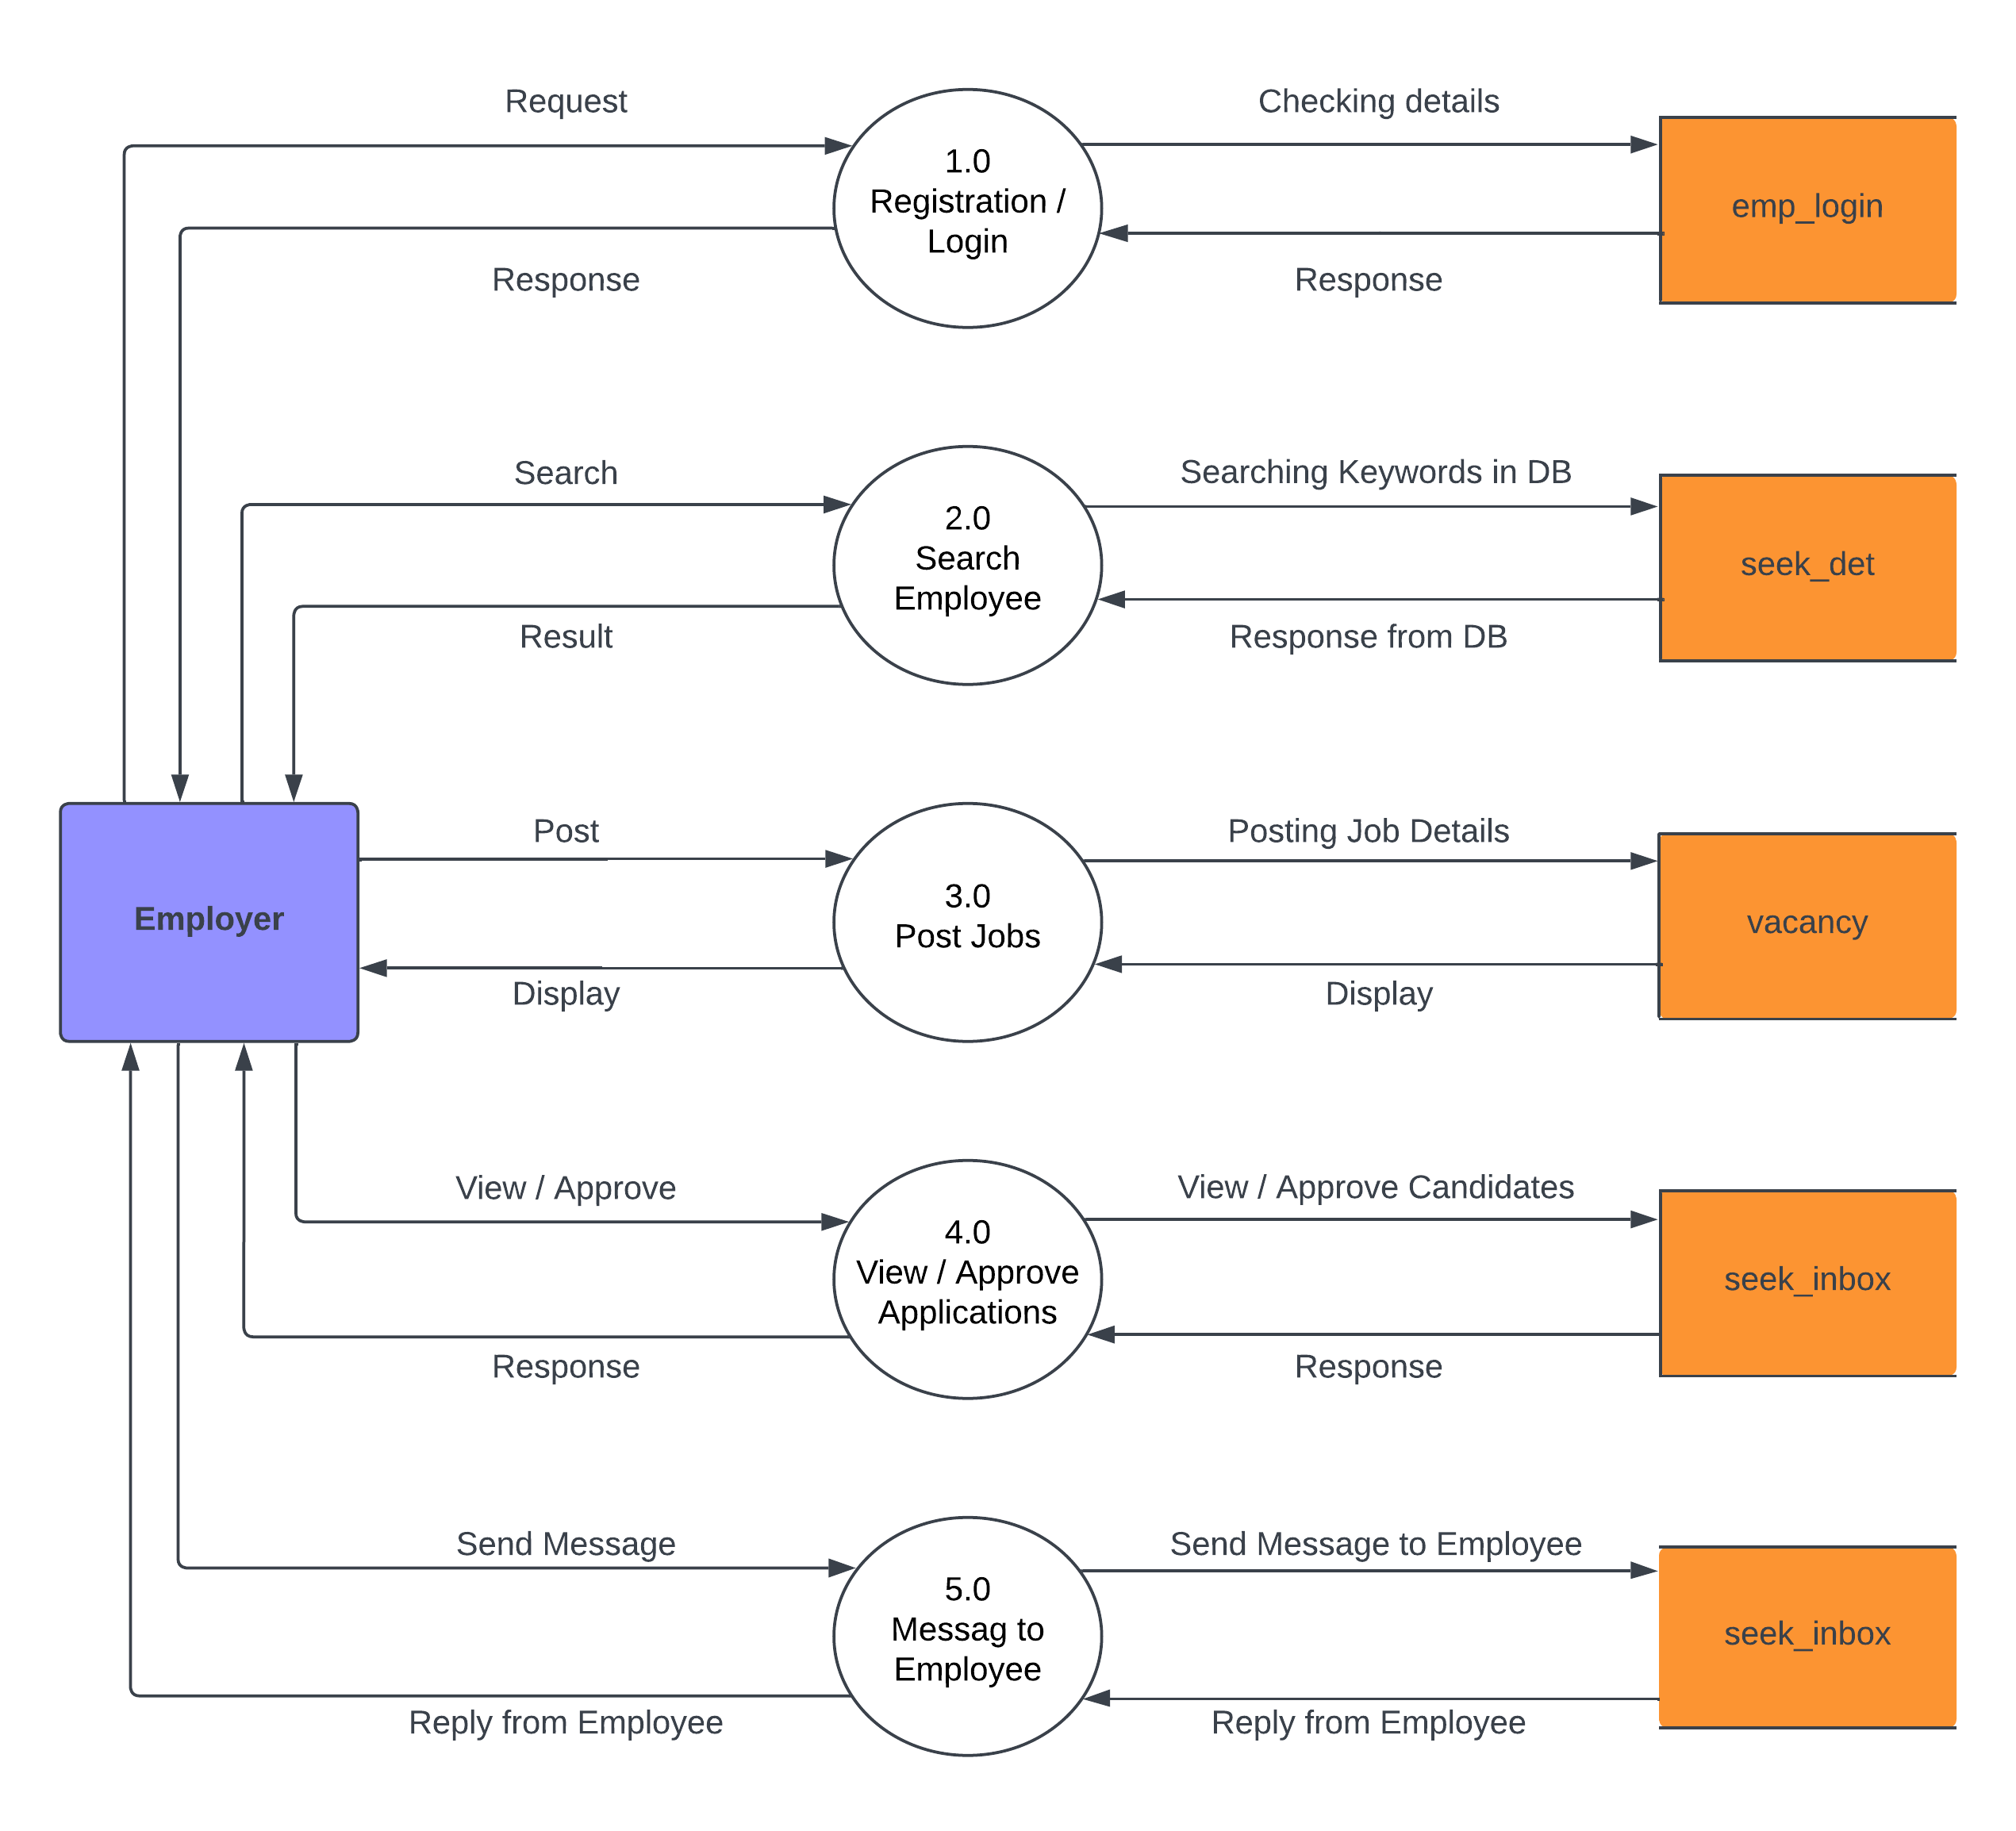 Request
Checking details
1.0
Registration /
Login
emp_login
Response
Response
Search
Searching Keywords in DB
2.0
Search
Employee
seek_det
Result
Response from DB
Post
Posting Job Details
Employer
3.0
Post Jobs
vacancy
Display
Display
View / Approve
View / Approve Candidates
4.0
View / Approve
Applications
seek_inbox
Response
Response
Send Message
Send Message to Employee
5.0
Messag to
Employee
seek_inbox
Reply from Employee
Reply from Employee